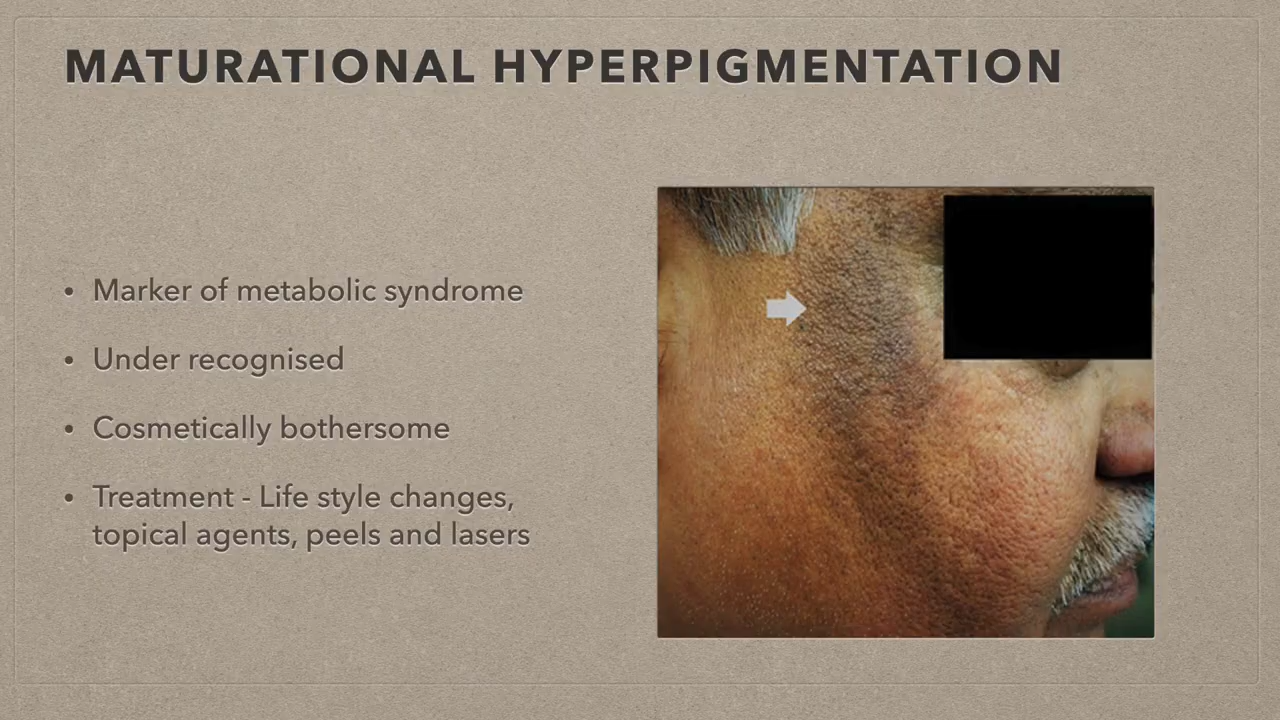 MATURATIONAL HYPERPIGMENTATION
• Marker of metabolic syndrome
• Under recognised
• Cosmetically bothersome
• Treatment - Life style changes,
topical agents, peels and lasers